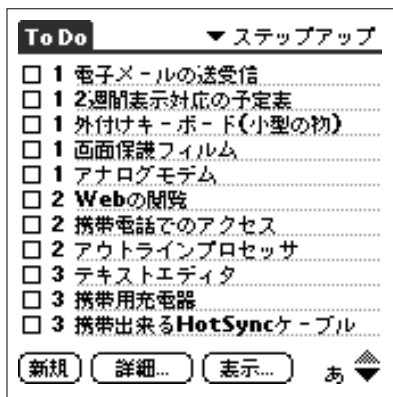 To Do ▼ ステップアップ
□ 1 電子メールの送受信
□ 1 2週間表示対応の予定表
□ 1 外付けキーボード(小型の物)
□ 1 画面保護フィルム
□ 1 アナログモデム
□ 2 Webの閲覧
□ 2 携帯電話でのアクセス
□ 2 アウトラインプロセッサ
□ 3 テキストエディタ
□ 3 携帯用充電器
□ 3 携帯出来るHotSyncケーブル
新規 詳細... 表示... あ